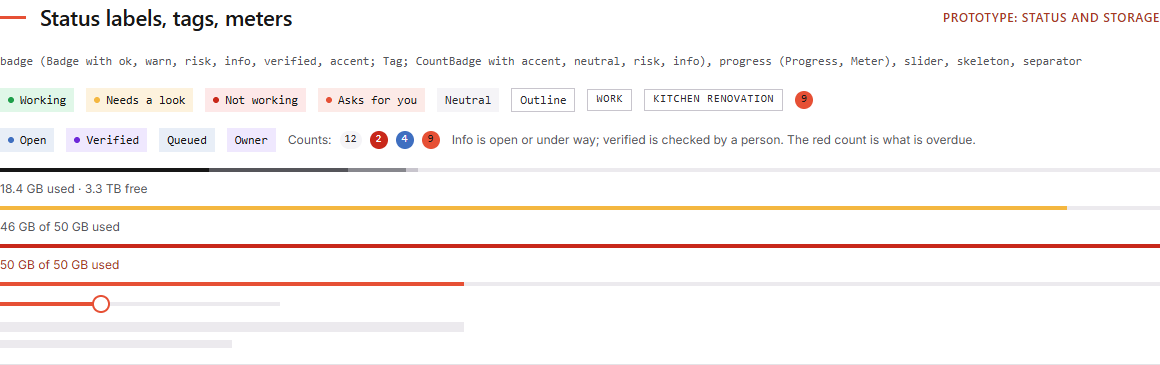 Status labels, tags, meters
PROTOTYPE: STATUS AND STORAGE
badge (Badge with ok, warn, risk, info, verified, accent; Tag; CountBadge with accent, neutral, risk, info), progress (Progress, Meter), slider, skeleton, separator
Working Needs a look Not working Asks for you Neutral Outline WORK KITCHEN RENOVATION 9
Open Verified Queued Owner Counts: 12 2 4 9 Info is open or under way; verified is checked by a person. The red count is what is overdue.
18.4 GB used · 3.3 TB free
46 GB of 50 GB used
50 GB of 50 GB used